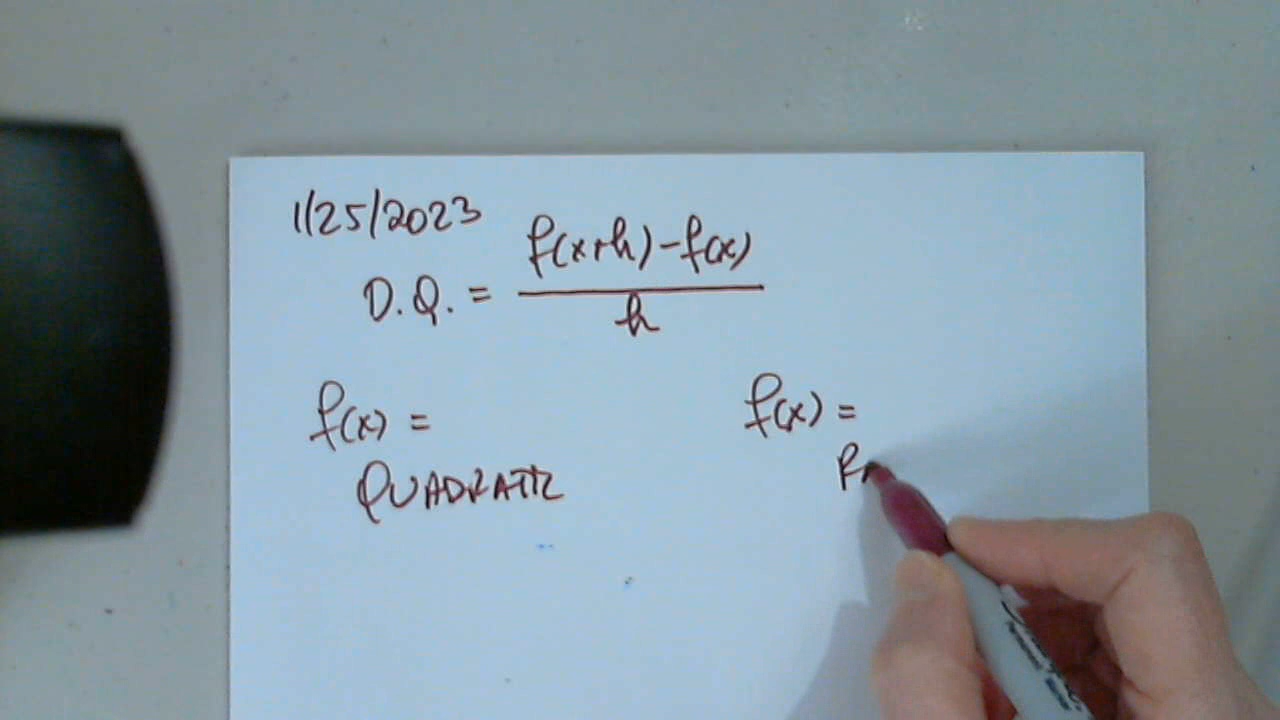 1/25/2023
D.Q. = f(x+h)-f(x)
h
f(x) =
QUADRATIC
f(x) =